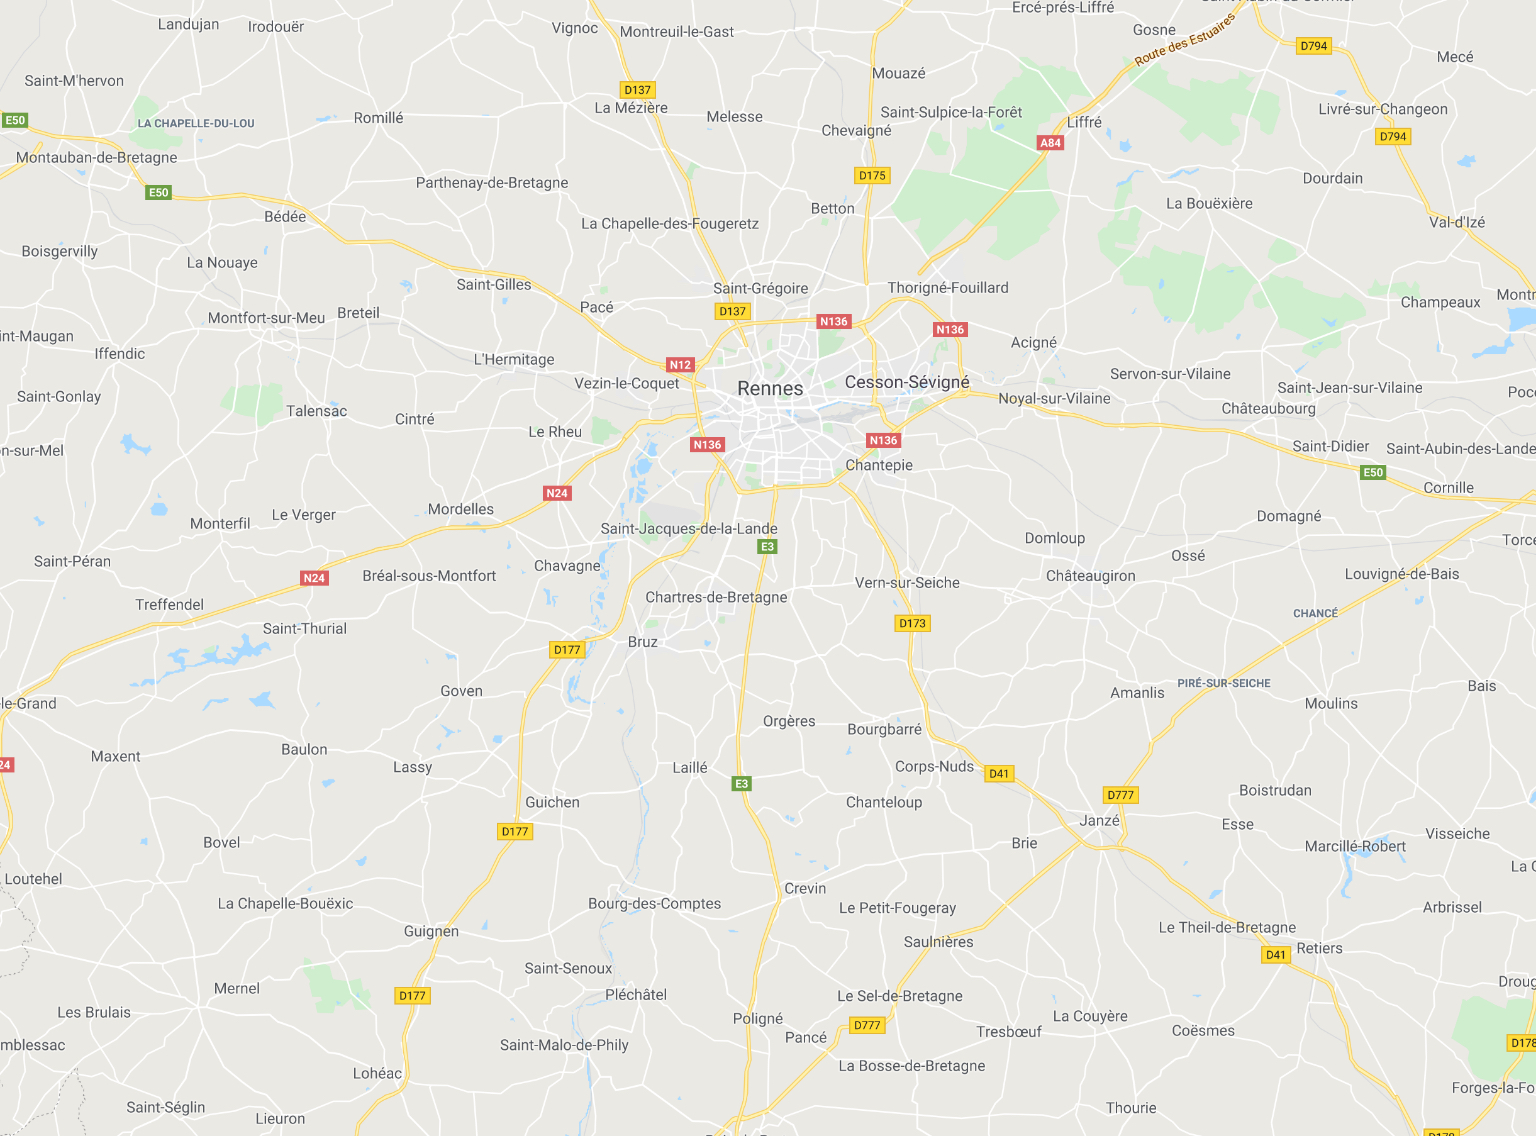 Landujan
Irodouër
Vignoc
Montreuil-le-Gast
Ercé-prés-Liffré
Gosne
Route des Estuaires
D794
Mecé
Saint-M'hervon
Mouazé
D137
La Mézière
Melesse
Saint-Sulpice-la-Forêt
Livré-sur-Changeon
E50
LA CHAPELLE-DU-LOU
Romillé
Chevaigné
Liffré
D794
A84
Montauban-de-Bretagne
E50
Parthenay-de-Bretagne
D175
Dourdain
La Bouëxière
Bédée
La Chapelle-des-Fougeretz
Betton
Val-d'Izé
Boisgervilly
La Nouaye
Saint-Gilles
Saint-Grégoire
Thorigné-Fouillard
Montr
Champeaux
Pacé
D137
N136
N136
Montfort-sur-Meu
Breteil
int-Maugan
Iffendic
L'Hermitage
N12
Acigné
Vezin-le-Coquet
Rennes
Cesson-Sévigné
Servon-sur-Vilaine
Saint-Jean-sur-Vilaine
Poce
Saint-Gonlay
Talensac
Cintré
Noyal-sur-Vilaine
Châteaubourg
Le Rheu
N136
N136
Saint-Didier
Saint-Aubin-des-Lande
n-sur-Mel
Chantepie
E50
Cornille
N24
Mordelles
Le Verger
Monterfil
Saint-Jacques-de-la-Lande
Domagné
E3
Domloup
Ossé
Torcé
Saint-Péran
N24
Bréal-sous-Montfort
Chavagne
Vern-sur-Seiche
Châteaugiron
Louvigné-de-Bais
Treffendel
Chartres-de-Bretagne
CHANCÉ
Saint-Thurial
D173
D177
Bruz
le-Grand
Goven
Amanlis
PIRÉ-SUR-SEICHE
Bais
Moulins
Orgères
Bourgbarré
24
Maxent
Baulon
Lassy
Laillé
E3
Corps-Nuds
D41
Guichen
Chanteloup
D777
Boistrudan
D177
Janzé
Esse
Visseiche
Bovel
Brie
Marcillé-Robert
Loutehel
Crevin
La C
La Chapelle-Bouëxic
Bourg-des-Comptes
Le Petit-Fougeray
Arbrissel
Guignen
Saulnières
Le Theil-de-Bretagne
Retiers
D41
Saint-Senoux
Mernel
D177
Pléchâtel
Le Sel-de-Bretagne
Droug
Les Brulais
Poligné
D777
La Couyère
Tresbœuf
Coësmes
mblessac
Saint-Malo-de-Phily
Pancé
D178
Lohéac
La Bosse-de-Bretagne
Forges-la-Fo
Saint-Séglin
Lieuron
Thourie
D178